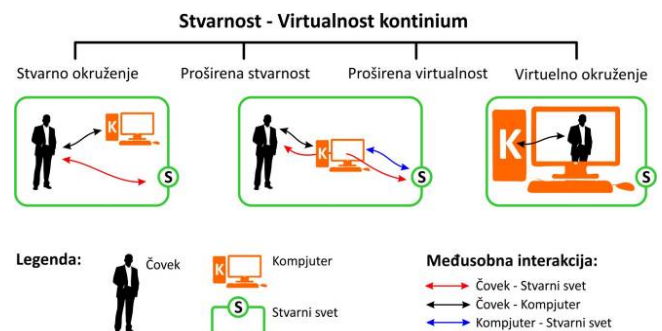 Stvarnost - Virtualnost kontinium
Stvarno okruženje Proširena stvarnost Proširena virtualnost Virtuelno okruženje
K
S
K
S
K
S
Legenda:
Čovek
K
Kompjuter
S
Stvarni svet
Međusobna interakcija:
Čovek - Stvarni svet
Čovek - Kompjuter
Kompjuter - Stvarni svet